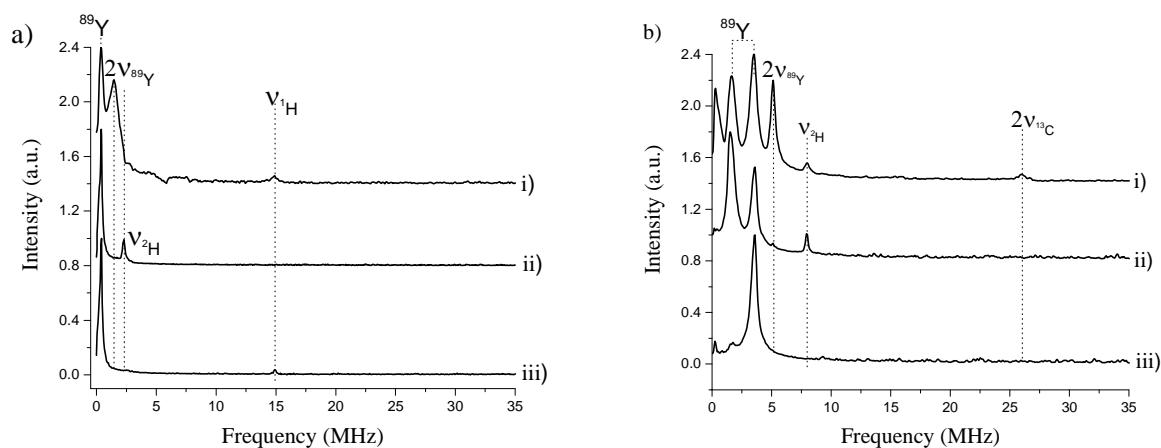 a)
⁸⁹Y
2ν₈₉Y
ν₁H
ν₂H
i)
ii)
iii)
2.4
2.0
1.6
1.2
0.8
0.4
0.0
Intensity (a.u.)
0 5 10 15 20 25 30 35
Frequency (MHz)
b)
⁸⁹Y
2ν₈₉Y
ν₂H
2ν₁₃C
i)
ii)
iii)
2.4
2.0
1.6
1.2
0.8
0.4
0.0
Intensity (a.u.)
0 5 10 15 20 25 30 35
Frequency (MHz)